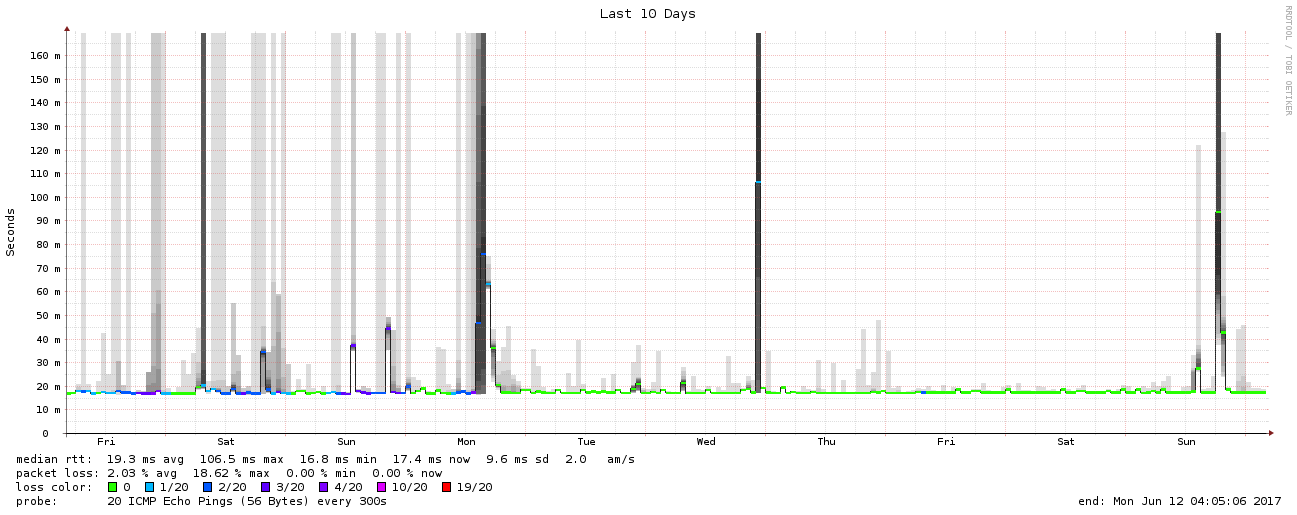 Last 10 Days
RRDTOOL / TOBI OETIKER
Seconds
160 m
150 m
140 m
130 m
120 m
110 m
100 m
90 m
80 m
70 m
60 m
50 m
40 m
30 m
20 m
10 m
0
Fri Sat Sun Mon Tue Wed Thu Fri Sat Sun
median rtt: 19.3 ms avg 106.5 ms max 16.8 ms min 17.4 ms now 9.6 ms sd 2.0 am/s
packet loss: 2.03 % avg 18.62 % max 0.00 % min 0.00 % now
loss color: 0 1/20 2/20 3/20 4/20 10/20 19/20
probe: 20 ICMP Echo Pings (56 Bytes) every 300s end: Mon Jun 12 04:05:06 2017